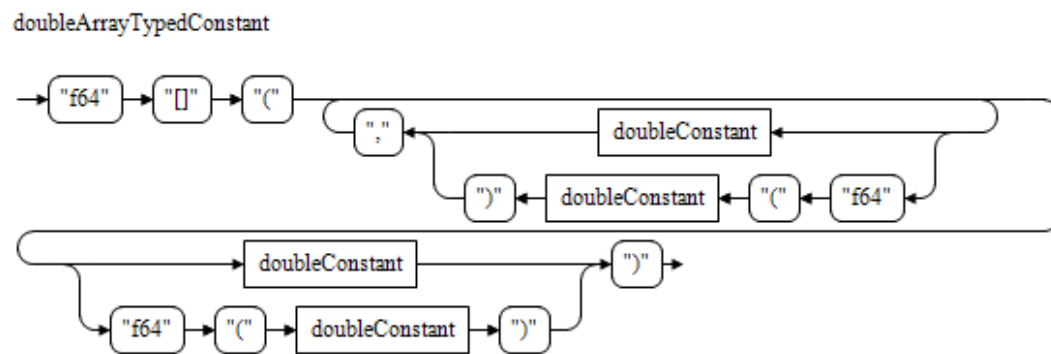 doubleArrayTypedConstant
"f64" "[]" "("
"," doubleConstant
")" doubleConstant "(" "f64"
doubleConstant ")"
"f64" "(" doubleConstant ")"